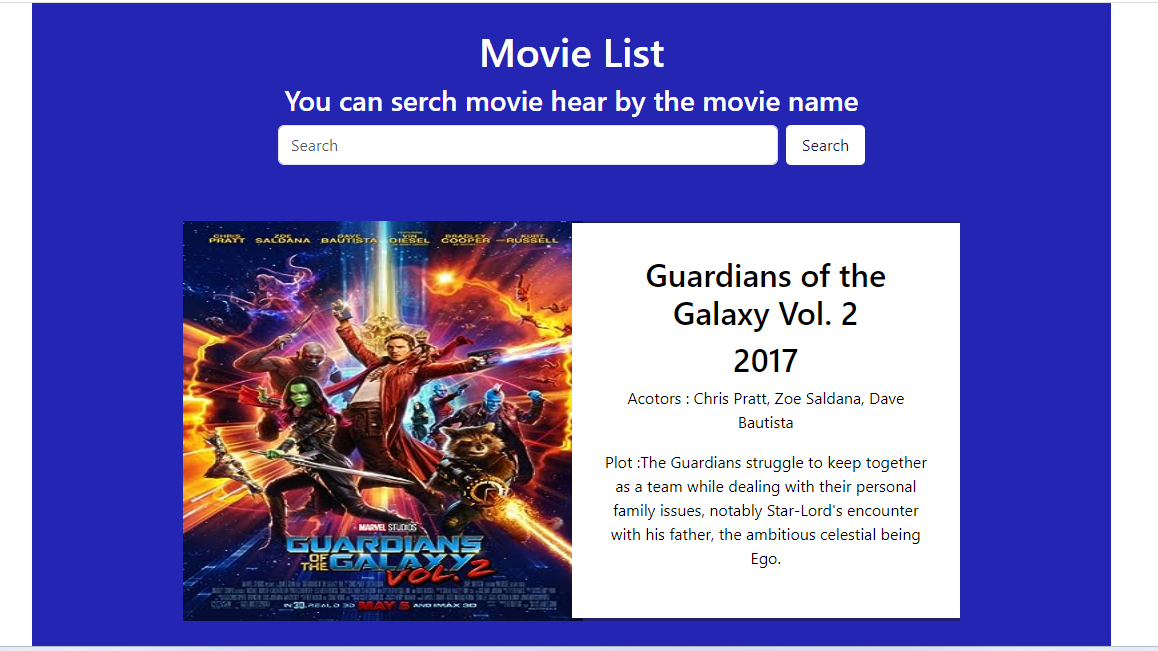 Movie List
You can serch movie hear by the movie name
Search
Search
CHRIS PRATT ZOE SALDANA DAVE BAUTISTA VIN DIESEL BRADLEY COOPER KURT RUSSELL
MARVEL STUDIOS
GUARDIANS
OF THE GALAXY
VOL. 2
IN 3D, REAL D 3D MAY 5 AND IMAX 3D
Guardians of the
Galaxy Vol. 2
2017
Acotors : Chris Pratt, Zoe Saldana, Dave
Bautista
Plot :The Guardians struggle to keep together
as a team while dealing with their personal
family issues, notably Star-Lord's encounter
with his father, the ambitious celestial being
Ego.